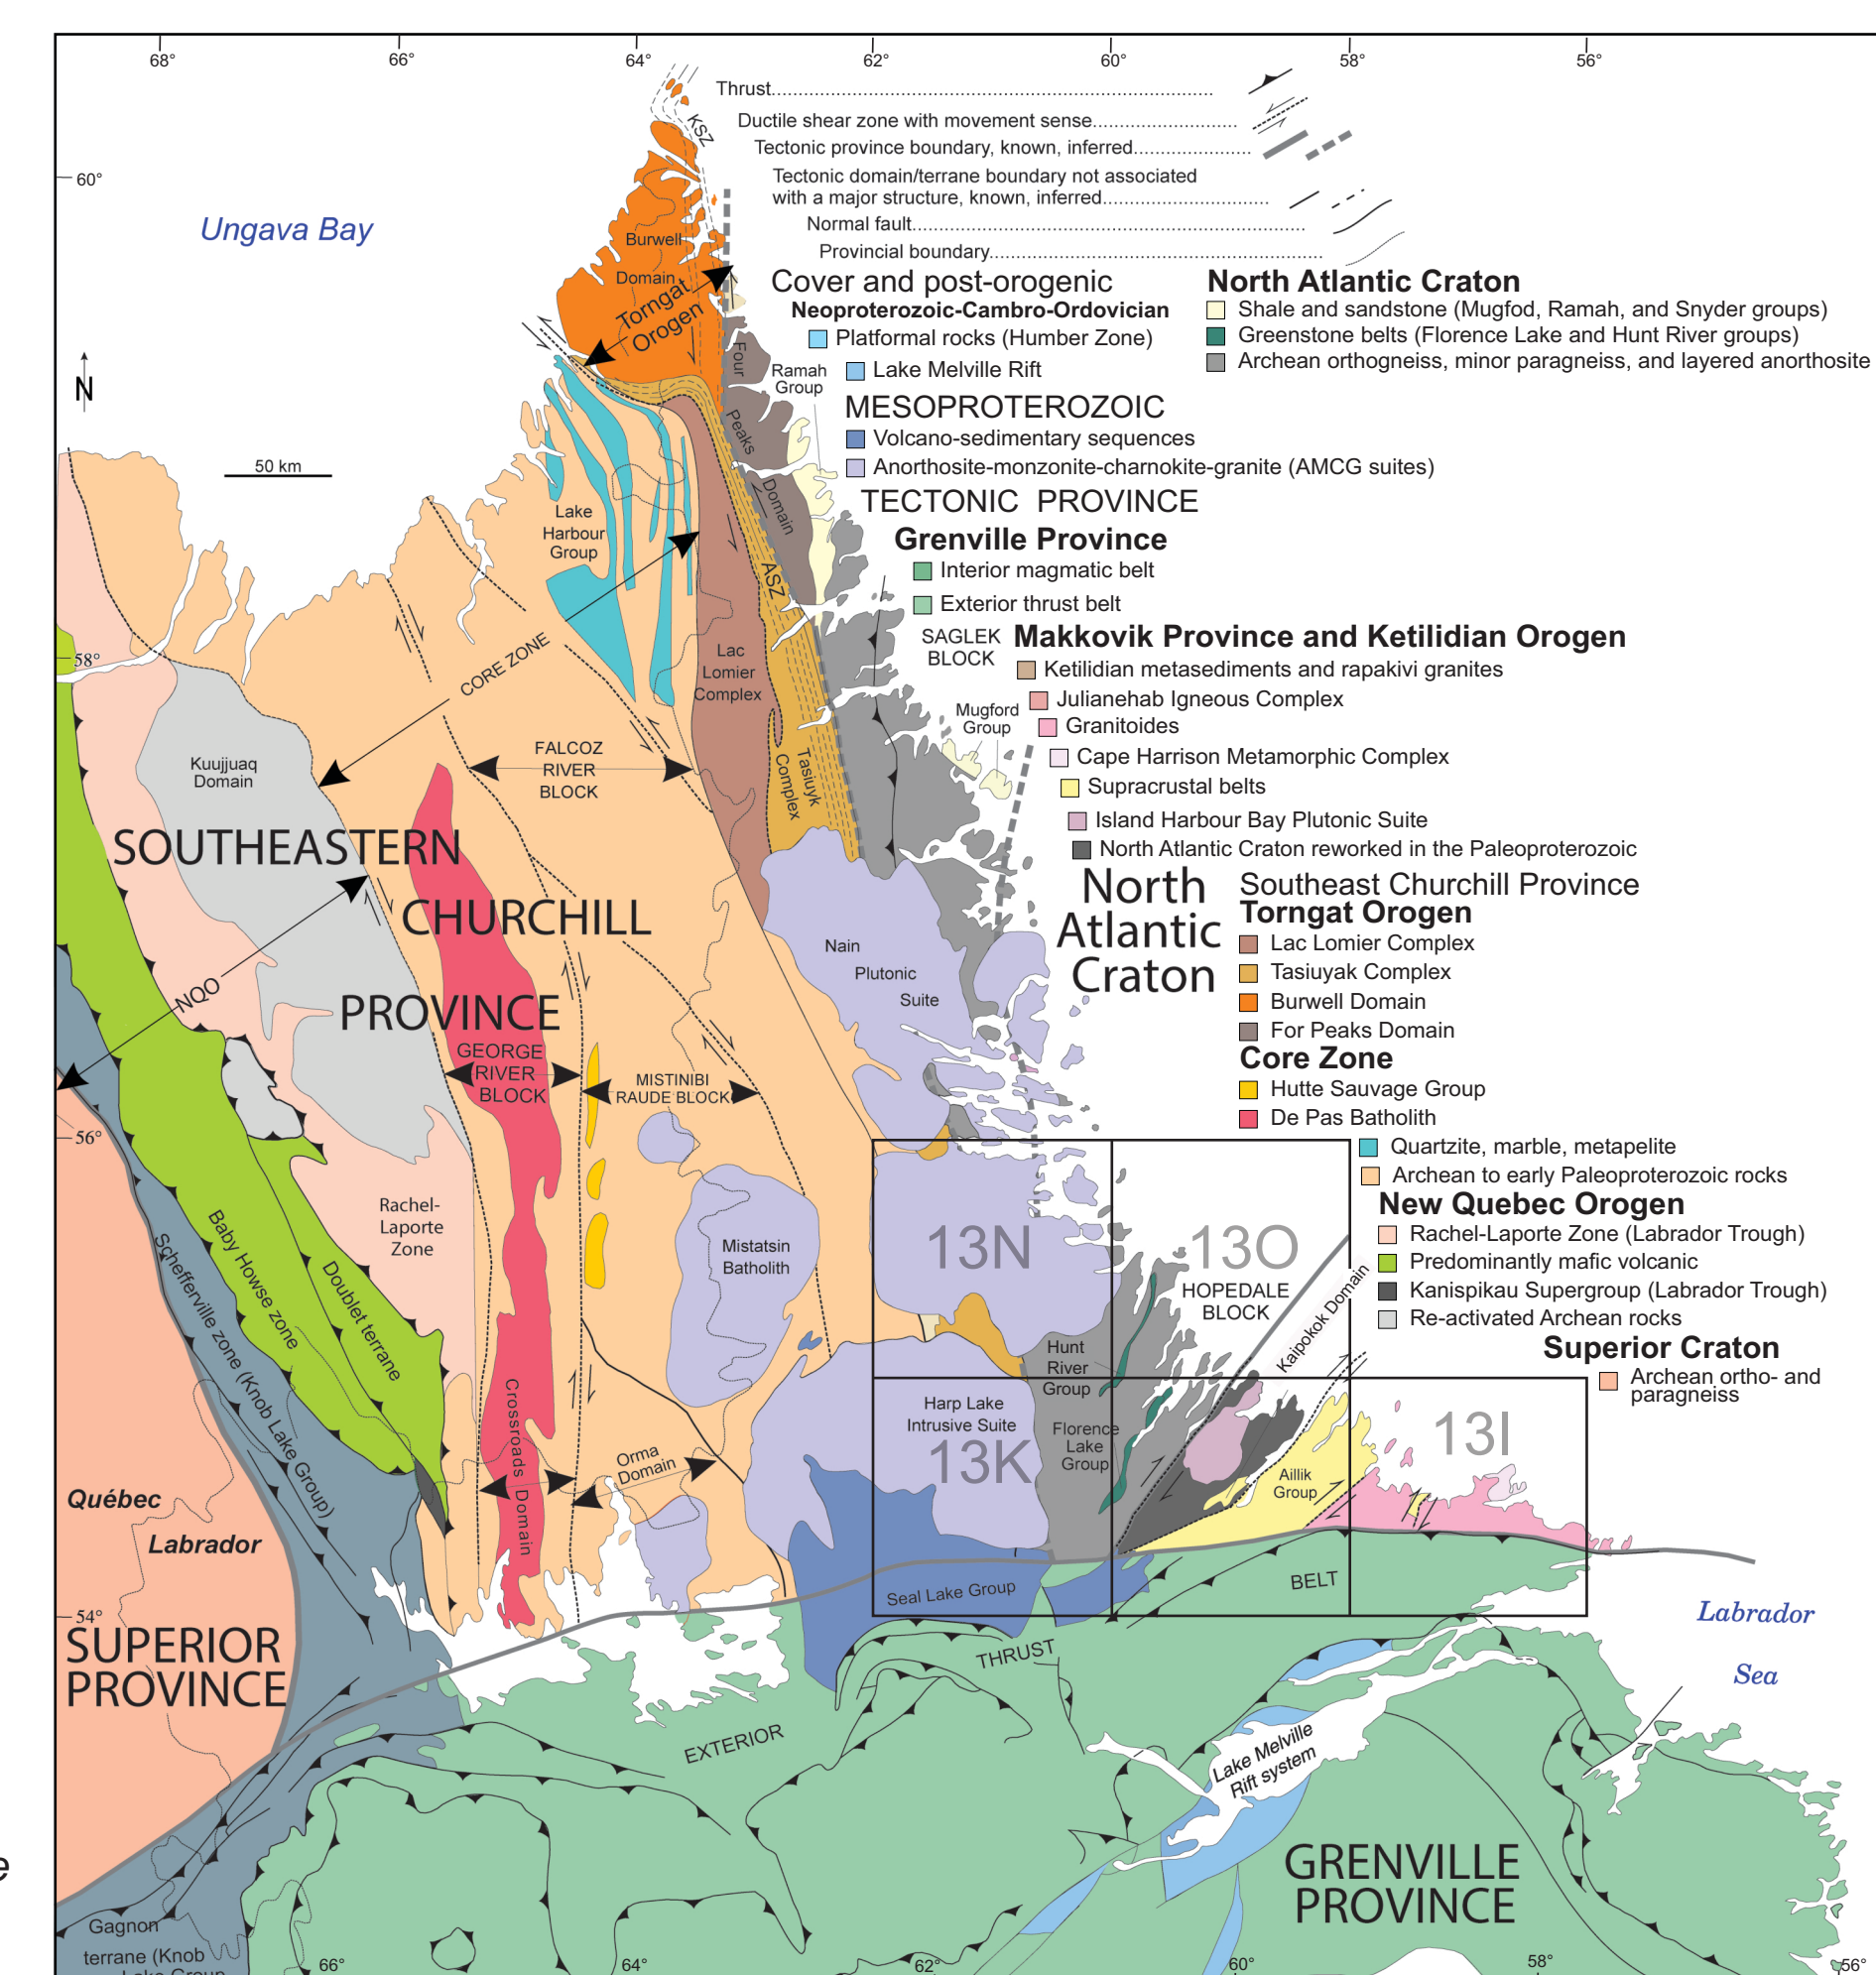 68°
66°
64°
62°
60°
58°
56°
Thrust
Ductile shear zone with movement sense
Tectonic province boundary, known, inferred
Tectonic domain/terrane boundary not associated
with a major structure, known, inferred
Normal fault
Provincial boundary
60°
58°
56°
54°
N
50 km
Ungava Bay
KSZ
Burwell
Domain
Torngat
Orogen
Four
Peaks
Domain
Ramah
Group
Cover and post-orogenic
Neoproterozoic-Cambro-Ordovician
Platformal rocks (Humber Zone)
Lake Melville Rift
MESOPROTEROZOIC
Volcano-sedimentary sequences
Anorthosite-monzonite-charnokite-granite (AMCG suites)
TECTONIC PROVINCE
Grenville Province
Interior magmatic belt
Exterior thrust belt
North Atlantic Craton
Shale and sandstone (Mugfod, Ramah, and Snyder groups)
Greenstone belts (Florence Lake and Hunt River groups)
Archean orthogneiss, minor paragneiss, and layered anorthosite
SAGLEK
BLOCK
Makkovik Province and Ketilidian Orogen
Ketilidian metasediments and rapakivi granites
Julianehab Igneous Complex
Granitoides
Cape Harrison Metamorphic Complex
Supracrustal belts
Island Harbour Bay Plutonic Suite
North Atlantic Craton reworked in the Paleoproterozoic
Mugford
Group
North
Atlantic
Craton
Southeast Churchill Province
Torngat Orogen
Lac Lomier Complex
Tasiuyak Complex
Burwell Domain
For Peaks Domain
Core Zone
Hutte Sauvage Group
De Pas Batholith
Quartzite, marble, metapelite
Archean to early Paleoproterozoic rocks
New Quebec Orogen
Rachel-Laporte Zone (Labrador Trough)
Predominantly mafic volcanic
Kanispikau Supergroup (Labrador Trough)
Re-activated Archean rocks
Superior Craton
Archean ortho- and
paragneiss
Lake
Harbour
Group
CORE ZONE
ASZ
Lac
Lomier
Complex
Tasiuyk
Complex
FALCOZ
RIVER
BLOCK
Kuujjuaq
Domain
SOUTHEASTERN
CHURCHILL
PROVINCE
NQO
Nain
Plutonic
Suite
GEORGE
RIVER
BLOCK
MISTINIBI
RAUDE BLOCK
Rachel-
Laporte
Zone
Mistatsin
Batholith
Baby Howse zone
Doublet terrane
Schefferville zone (Knob Lake Group)
Crossroads Domain
Orma
Domain
13N
13O
HOPEDALE
BLOCK
Kaipokok Domain
Hunt
River
Group
Harp Lake
Intrusive Suite
13K
Florence
Lake
Group
13I
Aillik
Group
Seal Lake Group
Québec
Labrador
SUPERIOR
PROVINCE
EXTERIOR
THRUST
BELT
Labrador
Sea
Lake Melville
Rift system
GRENVILLE
PROVINCE
Gagnon
terrane (Knob
Lake Group
e
66°
64°
62°
60°
58°
56°